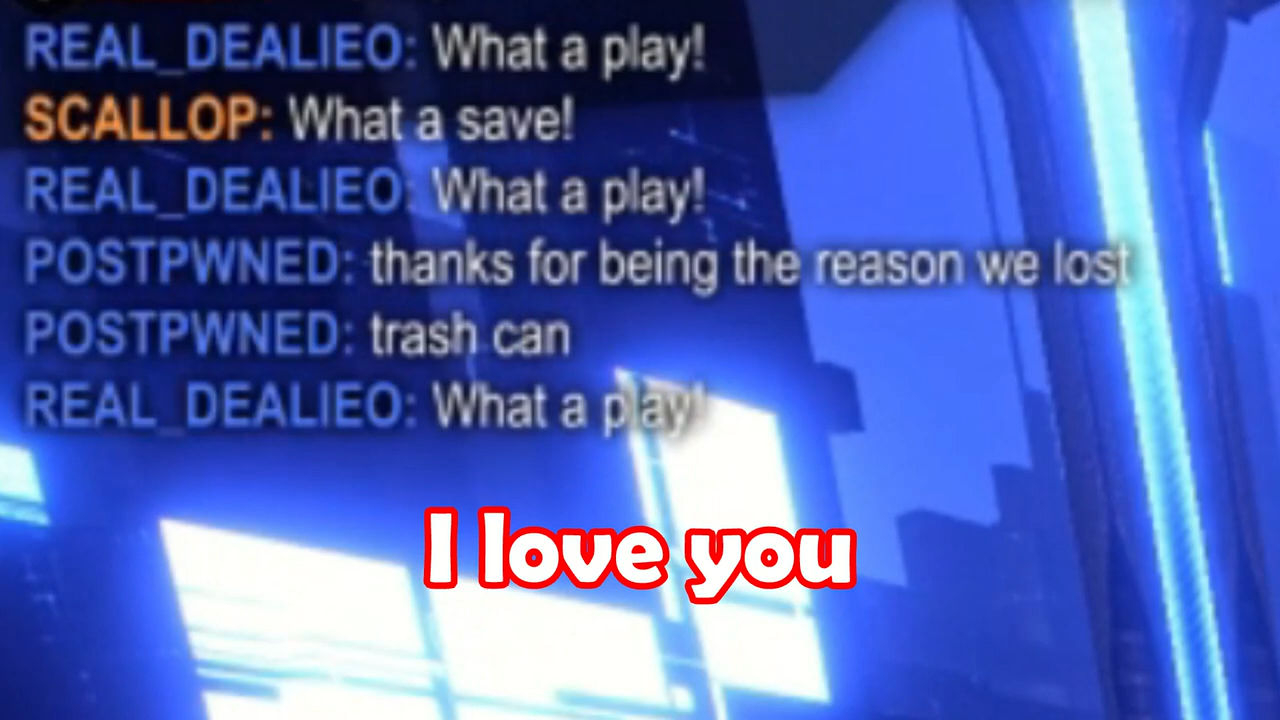 REAL_DEALIEO: What a play!
SCALLOP: What a save!
REAL_DEALIEO: What a play!
POSTPWNED: thanks for being the reason we lost
POSTPWNED: trash can
REAL_DEALIEO: What a play!
I love you